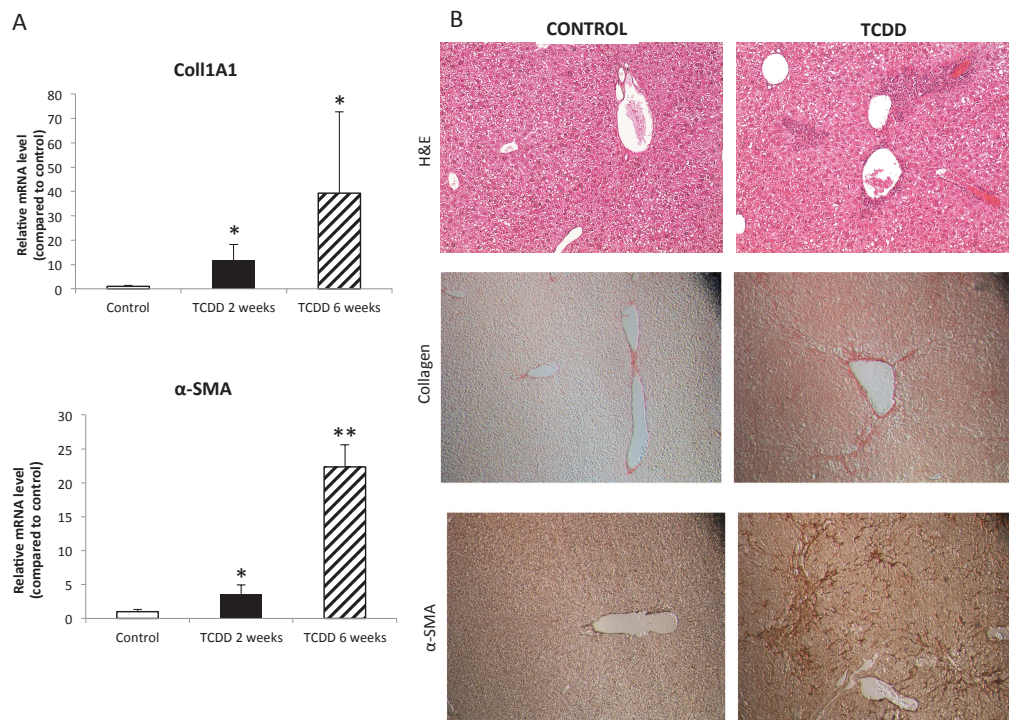 A
Coll1A1
Relative mRNA level
(compared to control)
80
70
60
50
40
30
20
10
0
*
*
Control
TCDD 2 weeks
TCDD 6 weeks
α-SMA
Relative mRNA level
(compared to control)
30
25
20
15
10
5
0
*
**
Control
TCDD 2 weeks
TCDD 6 weeks
B
CONTROL
TCDD
H&E
Collagen
α-SMA